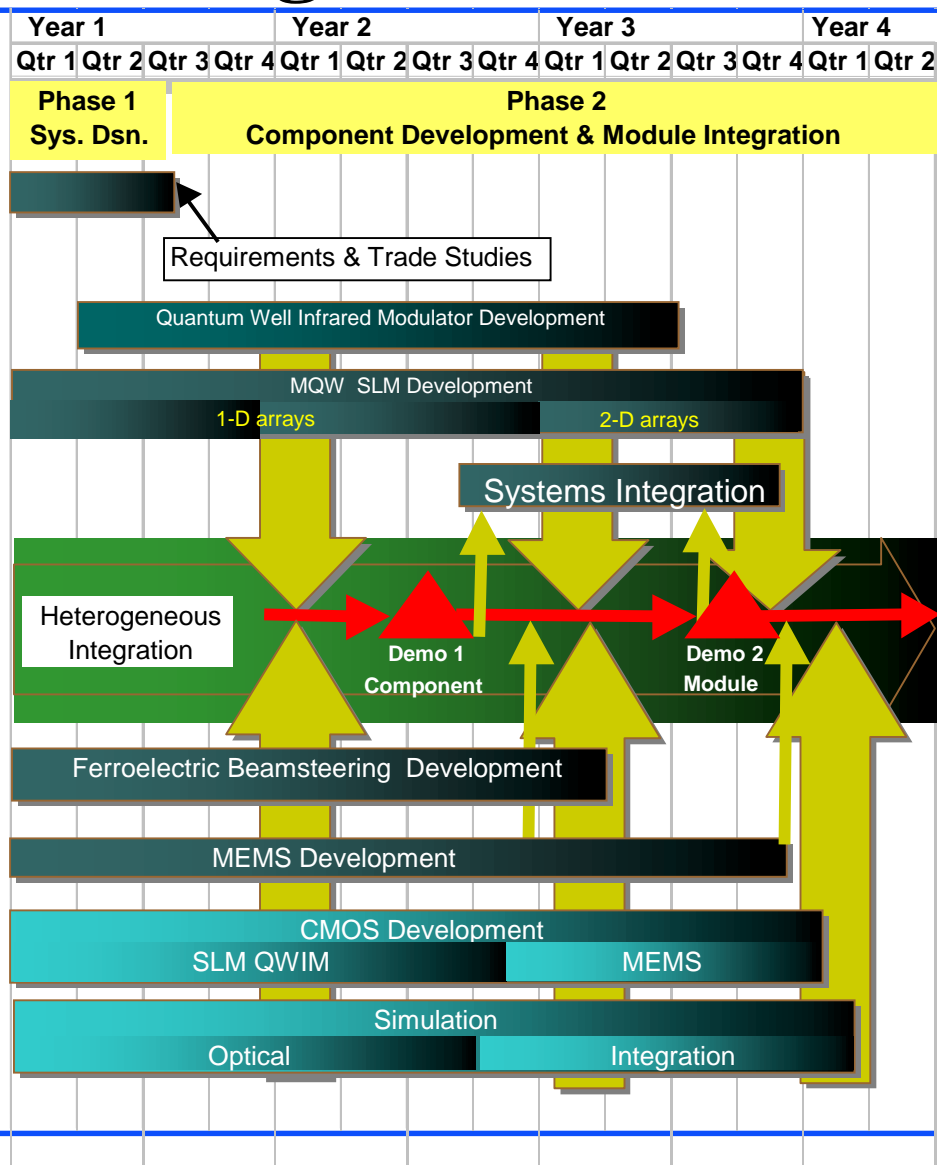 Year 1 Year 2 Year 3 Year 4
Qtr 1 Qtr 2 Qtr 3 Qtr 4 Qtr 1 Qtr 2 Qtr 3 Qtr 4 Qtr 1 Qtr 2 Qtr 3 Qtr 4 Qtr 1 Qtr 2
Phase 1
Sys. Dsn.
Phase 2
Component Development & Module Integration
Requirements & Trade Studies
Quantum Well Infrared Modulator Development
MQW SLM Development
1-D arrays 2-D arrays
Systems Integration
Heterogeneous
Integration
Demo 1
Component
Demo 2
Module
Ferroelectric Beamsteering Development
MEMS Development
CMOS Development
SLM QWIM MEMS
Simulation
Optical Integration